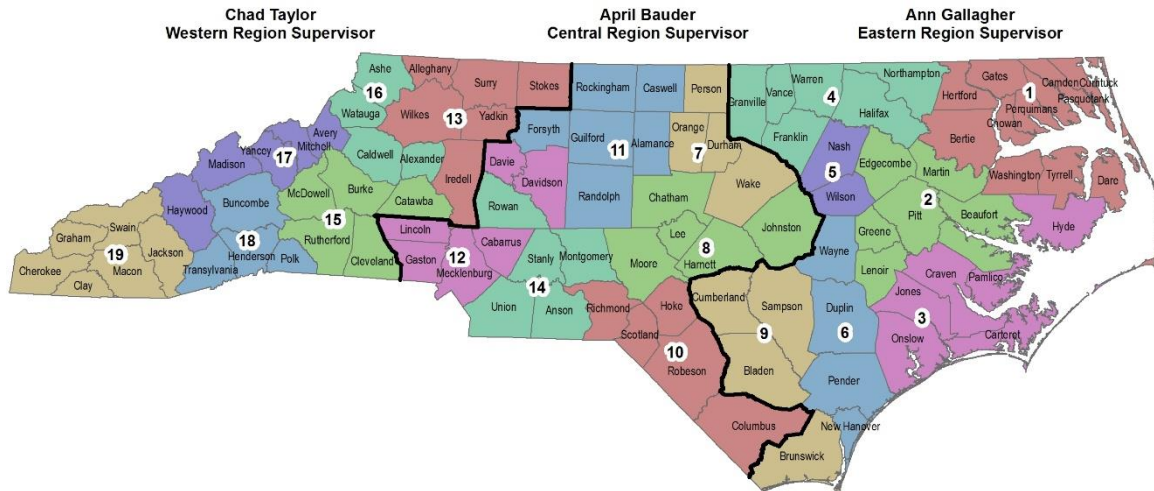 Chad Taylor
Western Region Supervisor
April Bauder
Central Region Supervisor
Ann Gallagher
Eastern Region Supervisor
Ashe
Alleghany
Surry
Stokes
Rockingham
Caswell
Person
Granville
Vance
Warren
Northampton
Gates
Camden
Currituck
Pasquotank
16
4
1
Hertford
Perquimans
Chowan
Watauga
Wilkes
13
Yadkin
Forsyth
Guilford
Alamance
Orange
Durham
Halifax
Franklin
Bertie
Avery
Mitchell
Yancey
17
Madison
Caldwell
Alexander
Iredell
Davie
Davidson
11
7
Nash
5
Edgecombe
Martin
Washington
Tyrrell
Dare
McDowell
Burke
Catawba
Rowan
Randolph
Chatham
Wake
Wilson
2
Buncombe
Haywood
15
Pitt
Beaufort
Hyde
Swain
Graham
Jackson
18
Henderson
Rutherford
Lincoln
Cabarrus
Lee
Johnston
Greene
Wayne
19
Macon
Cherokee
Clay
Transylvania
Polk
Cleveland
Gaston
12
Mecklenburg
Stanly
Montgomery
Moore
8
Harnett
Lenoir
Craven
Pamlico
14
Union
Anson
Richmond
Hoko
Scotland
Cumberland
Sampson
Duplin
Jones
3
Onslow
Carteret
9
6
10
Robeson
Bladen
Pender
Columbus
New Hanover
Brunswick